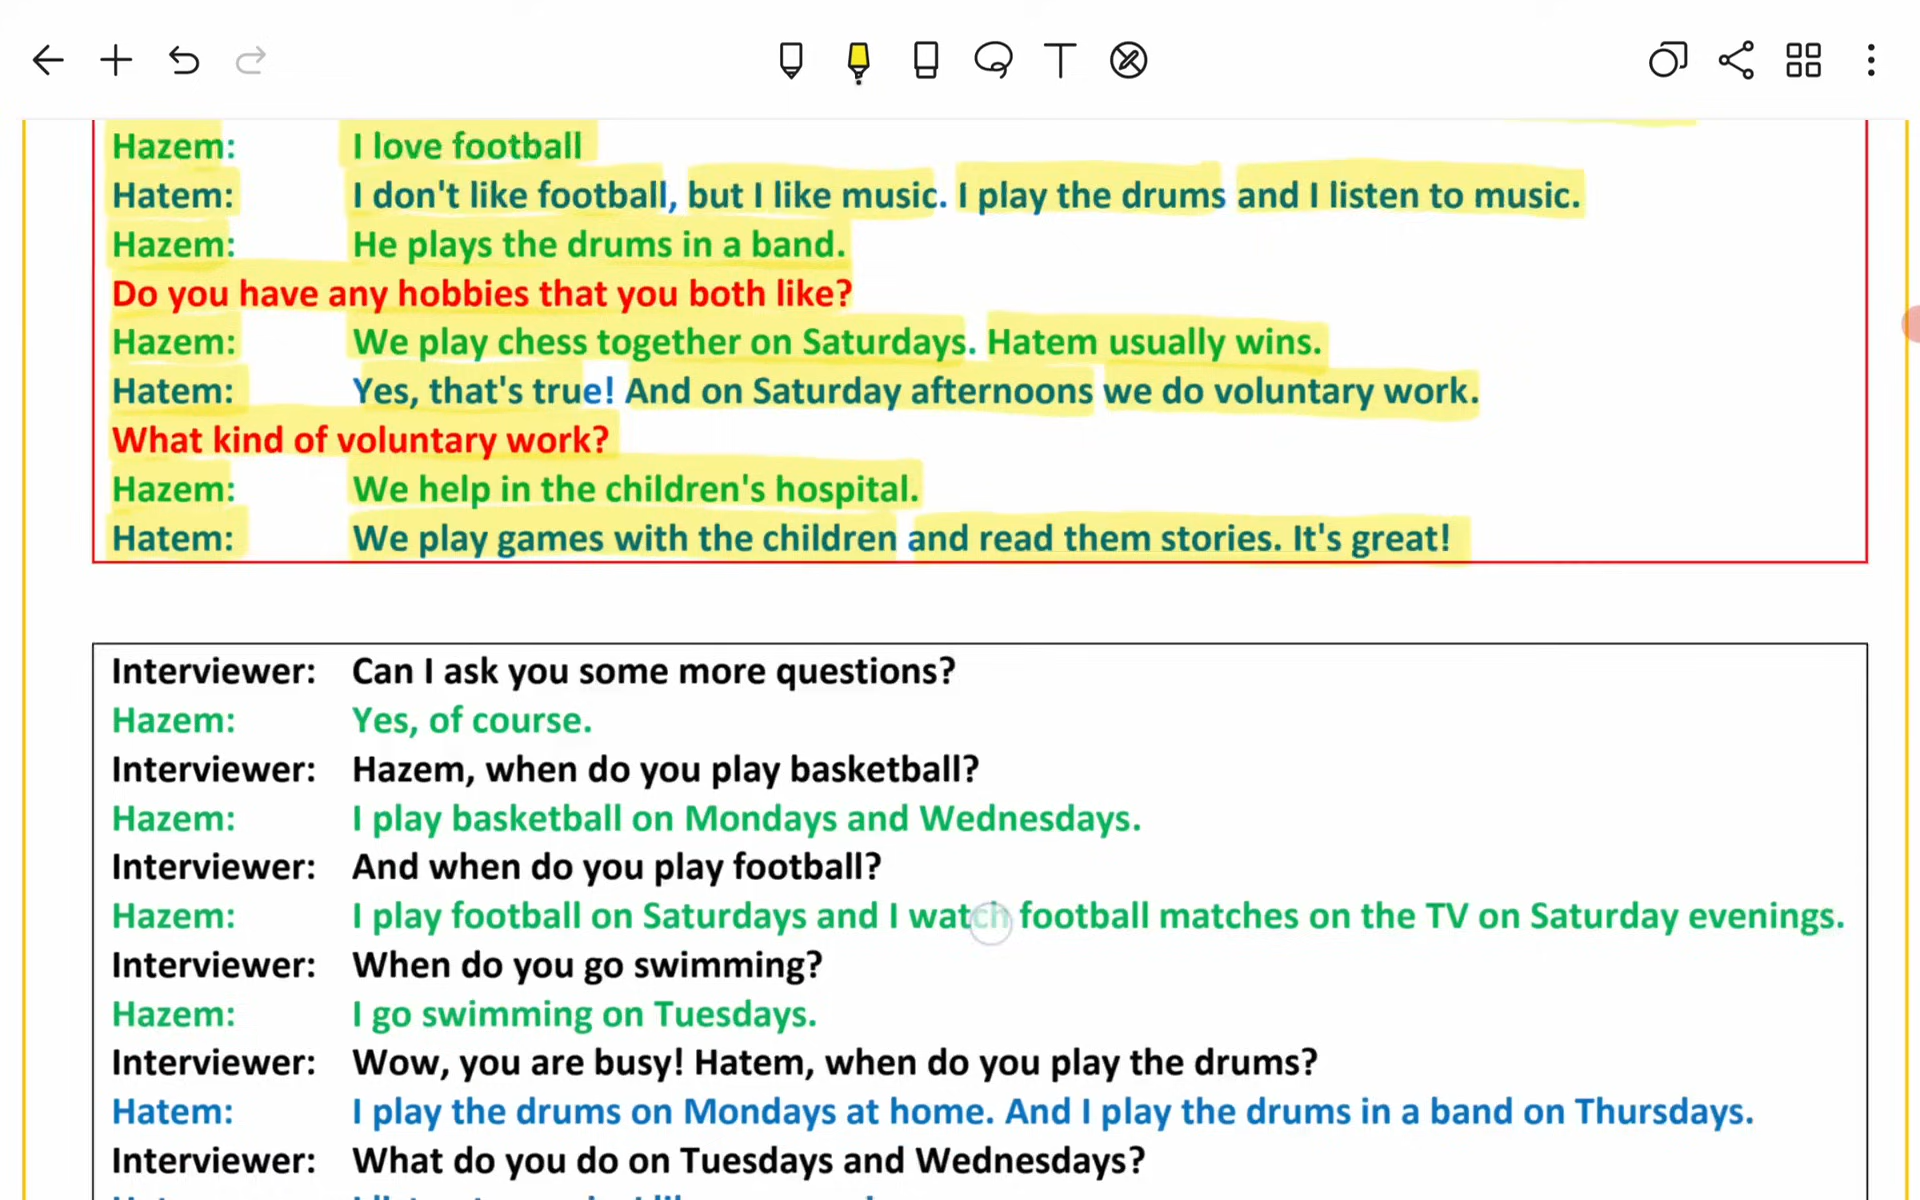 Hazem: I love football
Hatem: I don't like football, but I like music. I play the drums and I listen to music.
Hazem: He plays the drums in a band.
Do you have any hobbies that you both like?
Hazem: We play chess together on Saturdays. Hatem usually wins.
Hatem: Yes, that's true! And on Saturday afternoons we do voluntary work.
What kind of voluntary work?
Hazem: We help in the children's hospital.
Hatem: We play games with the children and read them stories. It's great!
Interviewer: Can I ask you some more questions?
Hazem: Yes, of course.
Interviewer: Hazem, when do you play basketball?
Hazem: I play basketball on Mondays and Wednesdays.
Interviewer: And when do you play football?
Hazem: I play football on Saturdays and I watch football matches on the TV on Saturday evenings.
Interviewer: When do you go swimming?
Hazem: I go swimming on Tuesdays.
Interviewer: Wow, you are busy! Hatem, when do you play the drums?
Hatem: I play the drums on Mondays at home. And I play the drums in a band on Thursdays.
Interviewer: What do you do on Tuesdays and Wednesdays?